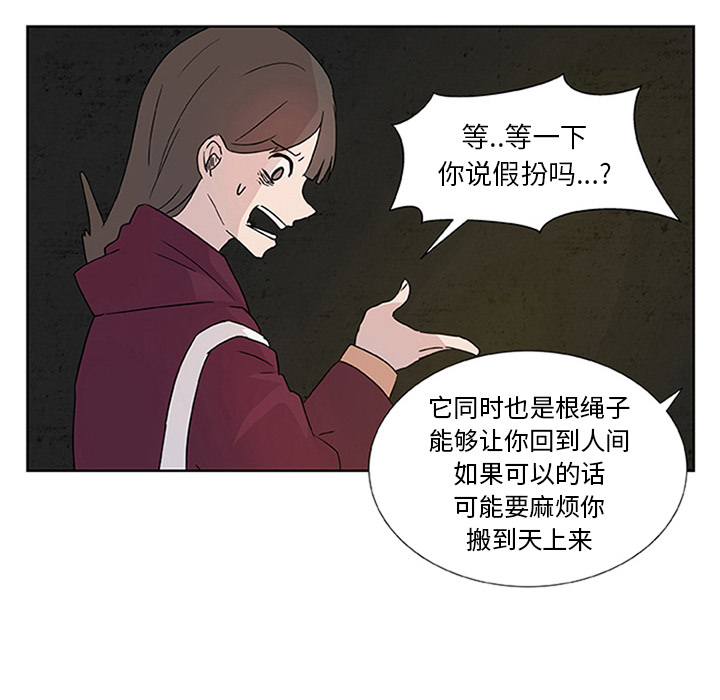 等..等一下
你说假扮吗...?
它同时也是根绳子
能够让你回到人间
如果可以的话
可能要麻烦你
搬到天上来